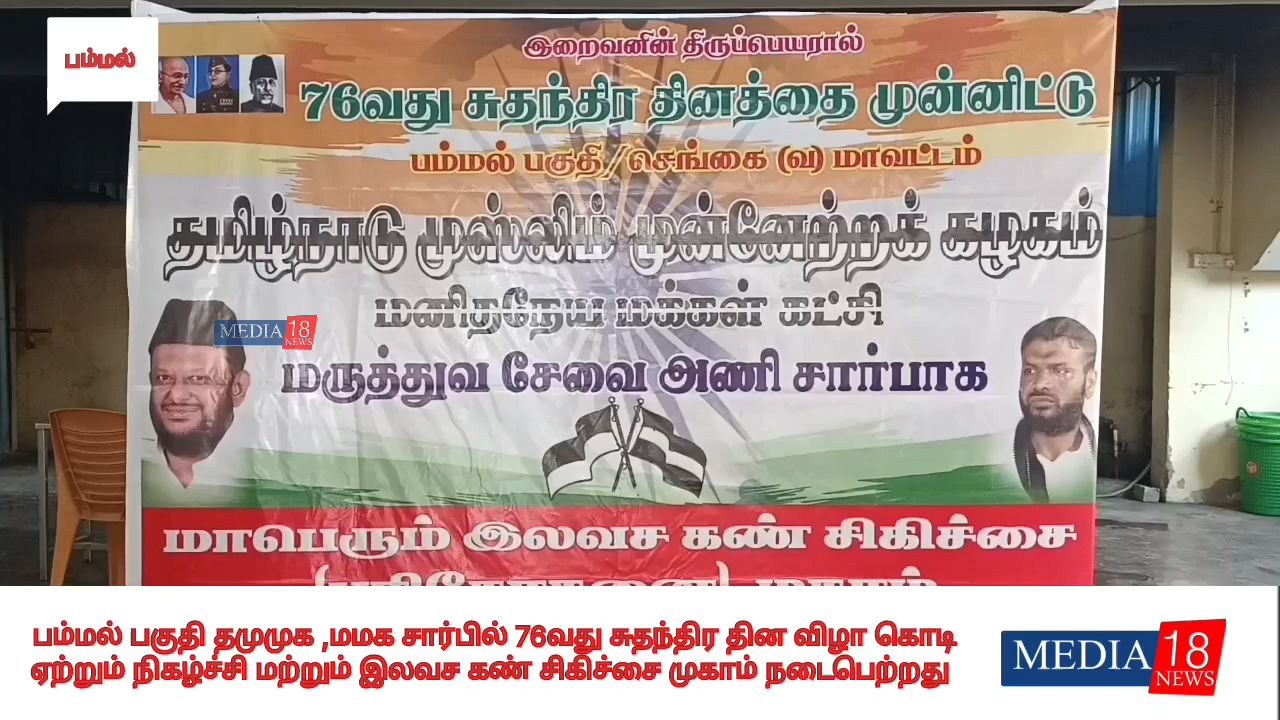 பம்மல்
இறைவனின் திருப்பெயரால்
76வது சுதந்திர தினத்தை முன்னிட்டு
பம்மல் பகுதி/செங்கை (வ) மாவட்டம்
தமிழ்நாடு முஸ்லிம் முன்னேற்றக் கழகம்
மனிதநேய மக்கள் கட்சி
MEDIA 18 NEWS
மருத்துவ சேவை அணி சார்பாக
மாபெரும் இலவச கண் சிகிச்சை
பம்மல் பகுதி தமுமுக ,மமக சார்பில் 76வது சுதந்திர தின விழா கொடி
ஏற்றும் நிகழ்ச்சி மற்றும் இலவச கண் சிகிச்சை முகாம் நடைபெற்றது
MEDIA 18 NEWS